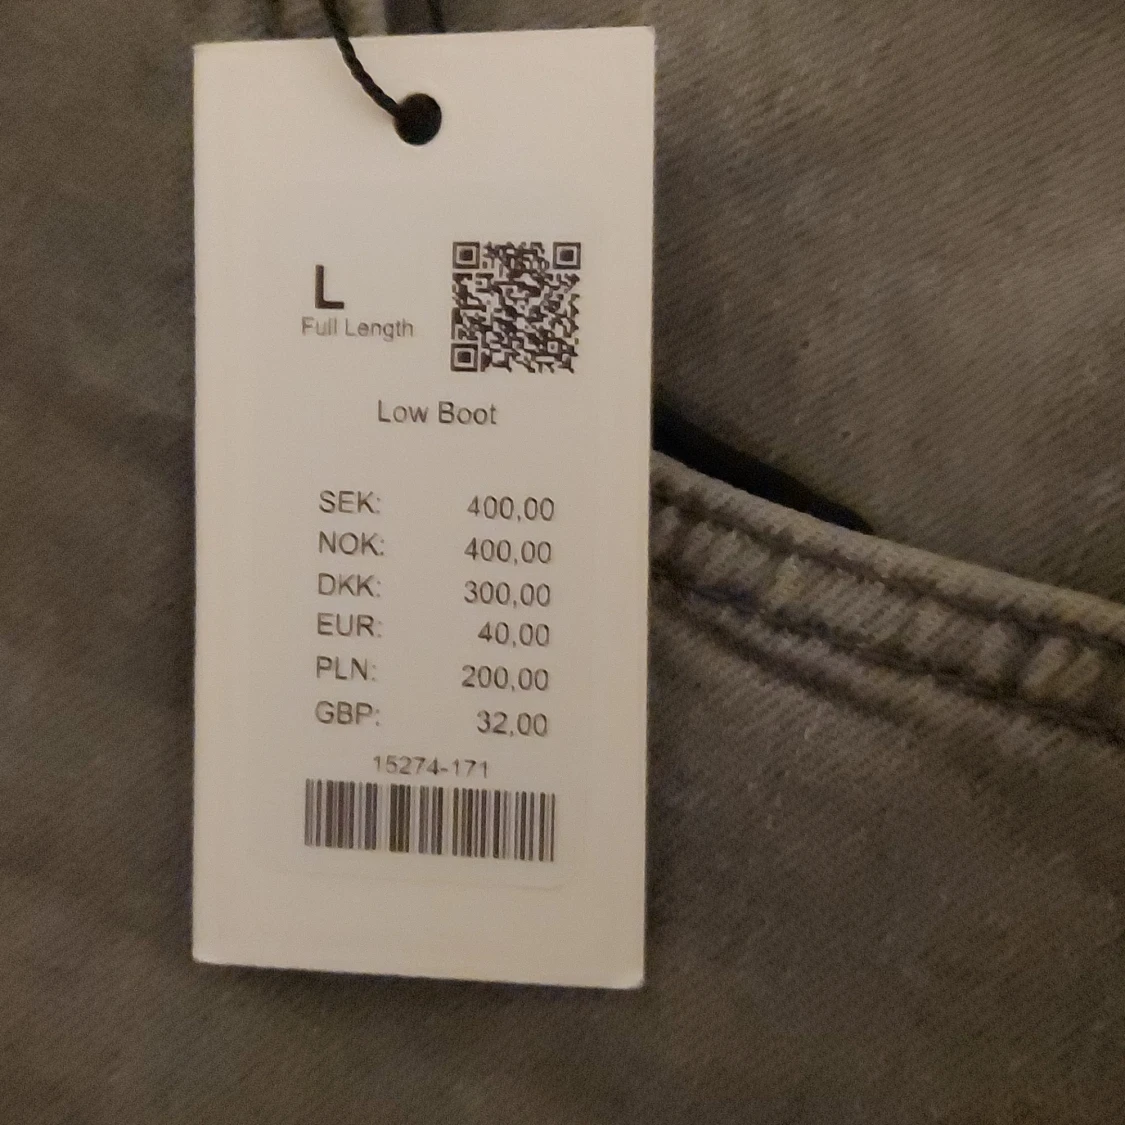 L
Full Length
Low Boot
SEK: 400,00
NOK: 400,00
DKK: 300,00
EUR: 40,00
PLN: 200,00
GBP: 32,00
15274-171